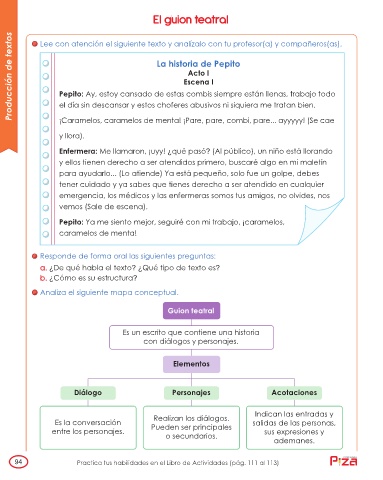 El guion teatral
Producción de textos
Lee con atención el siguiente texto y analízalo con tu profesor(a) y compañeros(as).
La historia de Pepito
Acto I
Escena I
Pepito: Ay, estoy cansado de estas combis siempre están llenas, trabajo todo
el día sin descansar y estos choferes abusivos ni siquiera me tratan bien.
¡Caramelos, caramelos de menta! ¡Pare, pare, combi, pare... ayyyyy! (Se cae
y llora).
Enfermera: Me llamaron, ¡uyy! ¿qué pasó? (Al público), un niño está llorando
y ellos tienen derecho a ser atendidos primero, buscaré algo en mi maletín
para ayudarlo... (Lo atiende) Ya está pequeño, solo fue un golpe, debes
tener cuidado y ya sabes que tienes derecho a ser atendido en cualquier
emergencia, los médicos y las enfermeras somos tus amigos, no olvides, nos
vemos (Sale de escena).
Pepito: Ya me siento mejor, seguiré con mi trabajo, ¡caramelos,
caramelos de menta!
Responde de forma oral las siguientes preguntas:
a. ¿De qué habla el texto? ¿Qué tipo de texto es?
b. ¿Cómo es su estructura?
Analiza el siguiente mapa conceptual.
Guion teatral
Es un escrito que contiene una historia
con diálogos y personajes.
Elementos
Diálogo
Personajes
Acotaciones
Es la conversación
entre los personajes.
Realizan los diálogos.
Pueden ser principales
o secundarios.
Indican las entradas y
salidas de las personas,
sus expresiones y
ademanes.
94
Practica tus habilidades en el Libro de Actividades (pág. 111 al 113)